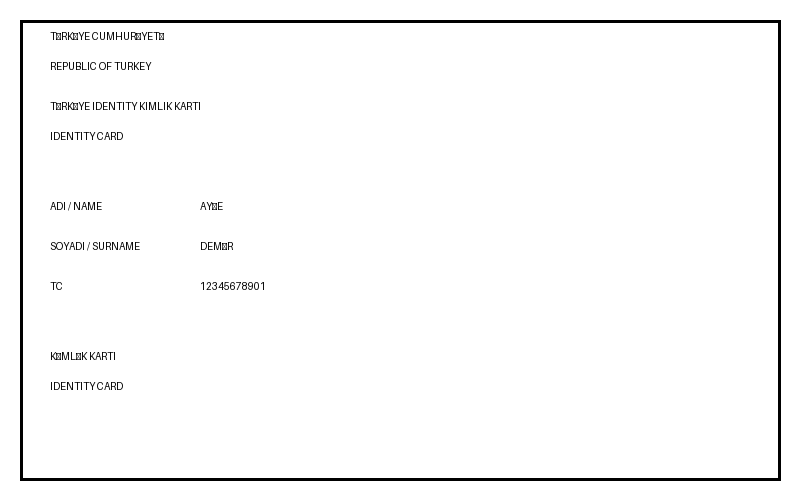 T□RK□YE CUMHUR□YET□
REPUBLIC OF TURKEY
T□RK□YE IDENTITY KIMLIK KARTI
IDENTITY CARD
ADI / NAME AY□E
SOYADI / SURNAME DEM□R
TC 12345678901
K□ML□K KARTI
IDENTITY CARD